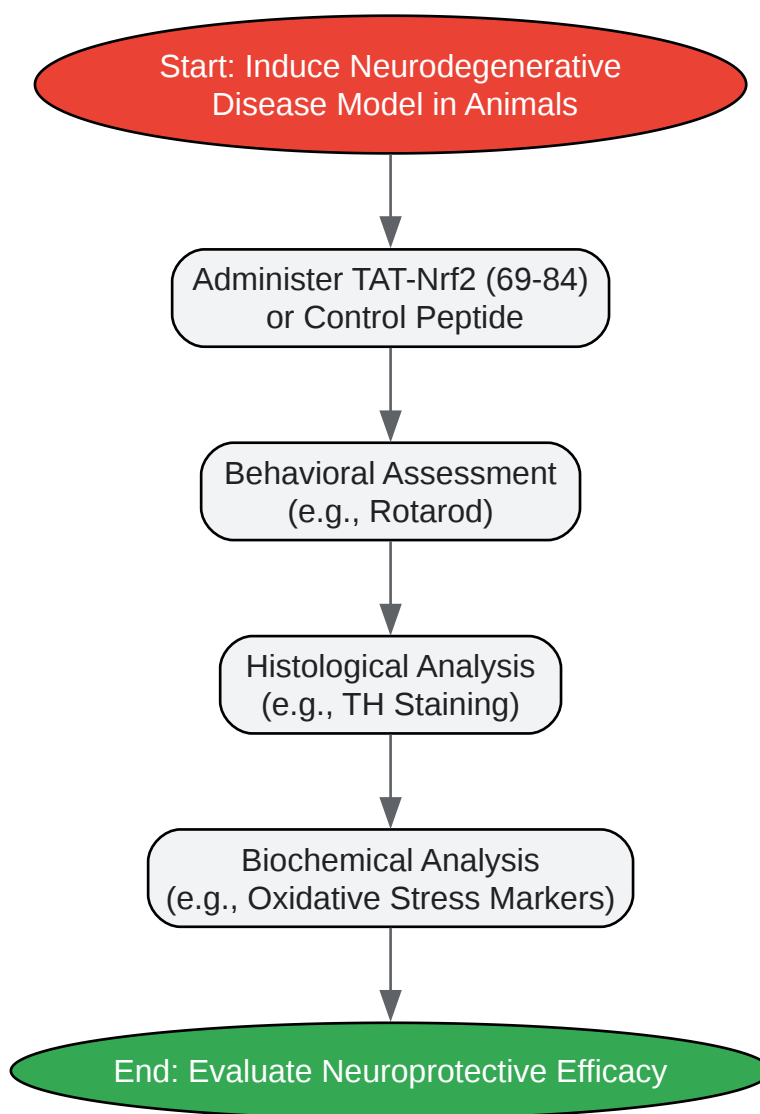 Start: Induce Neurodegenerative
Disease Model in Animals
Administer TAT-Nrf2 (69-84)
or Control Peptide
Behavioral Assessment
(e.g., Rotarod)
Histological Analysis
(e.g., TH Staining)
Biochemical Analysis
(e.g., Oxidative Stress Markers)
End: Evaluate Neuroprotective Efficacy